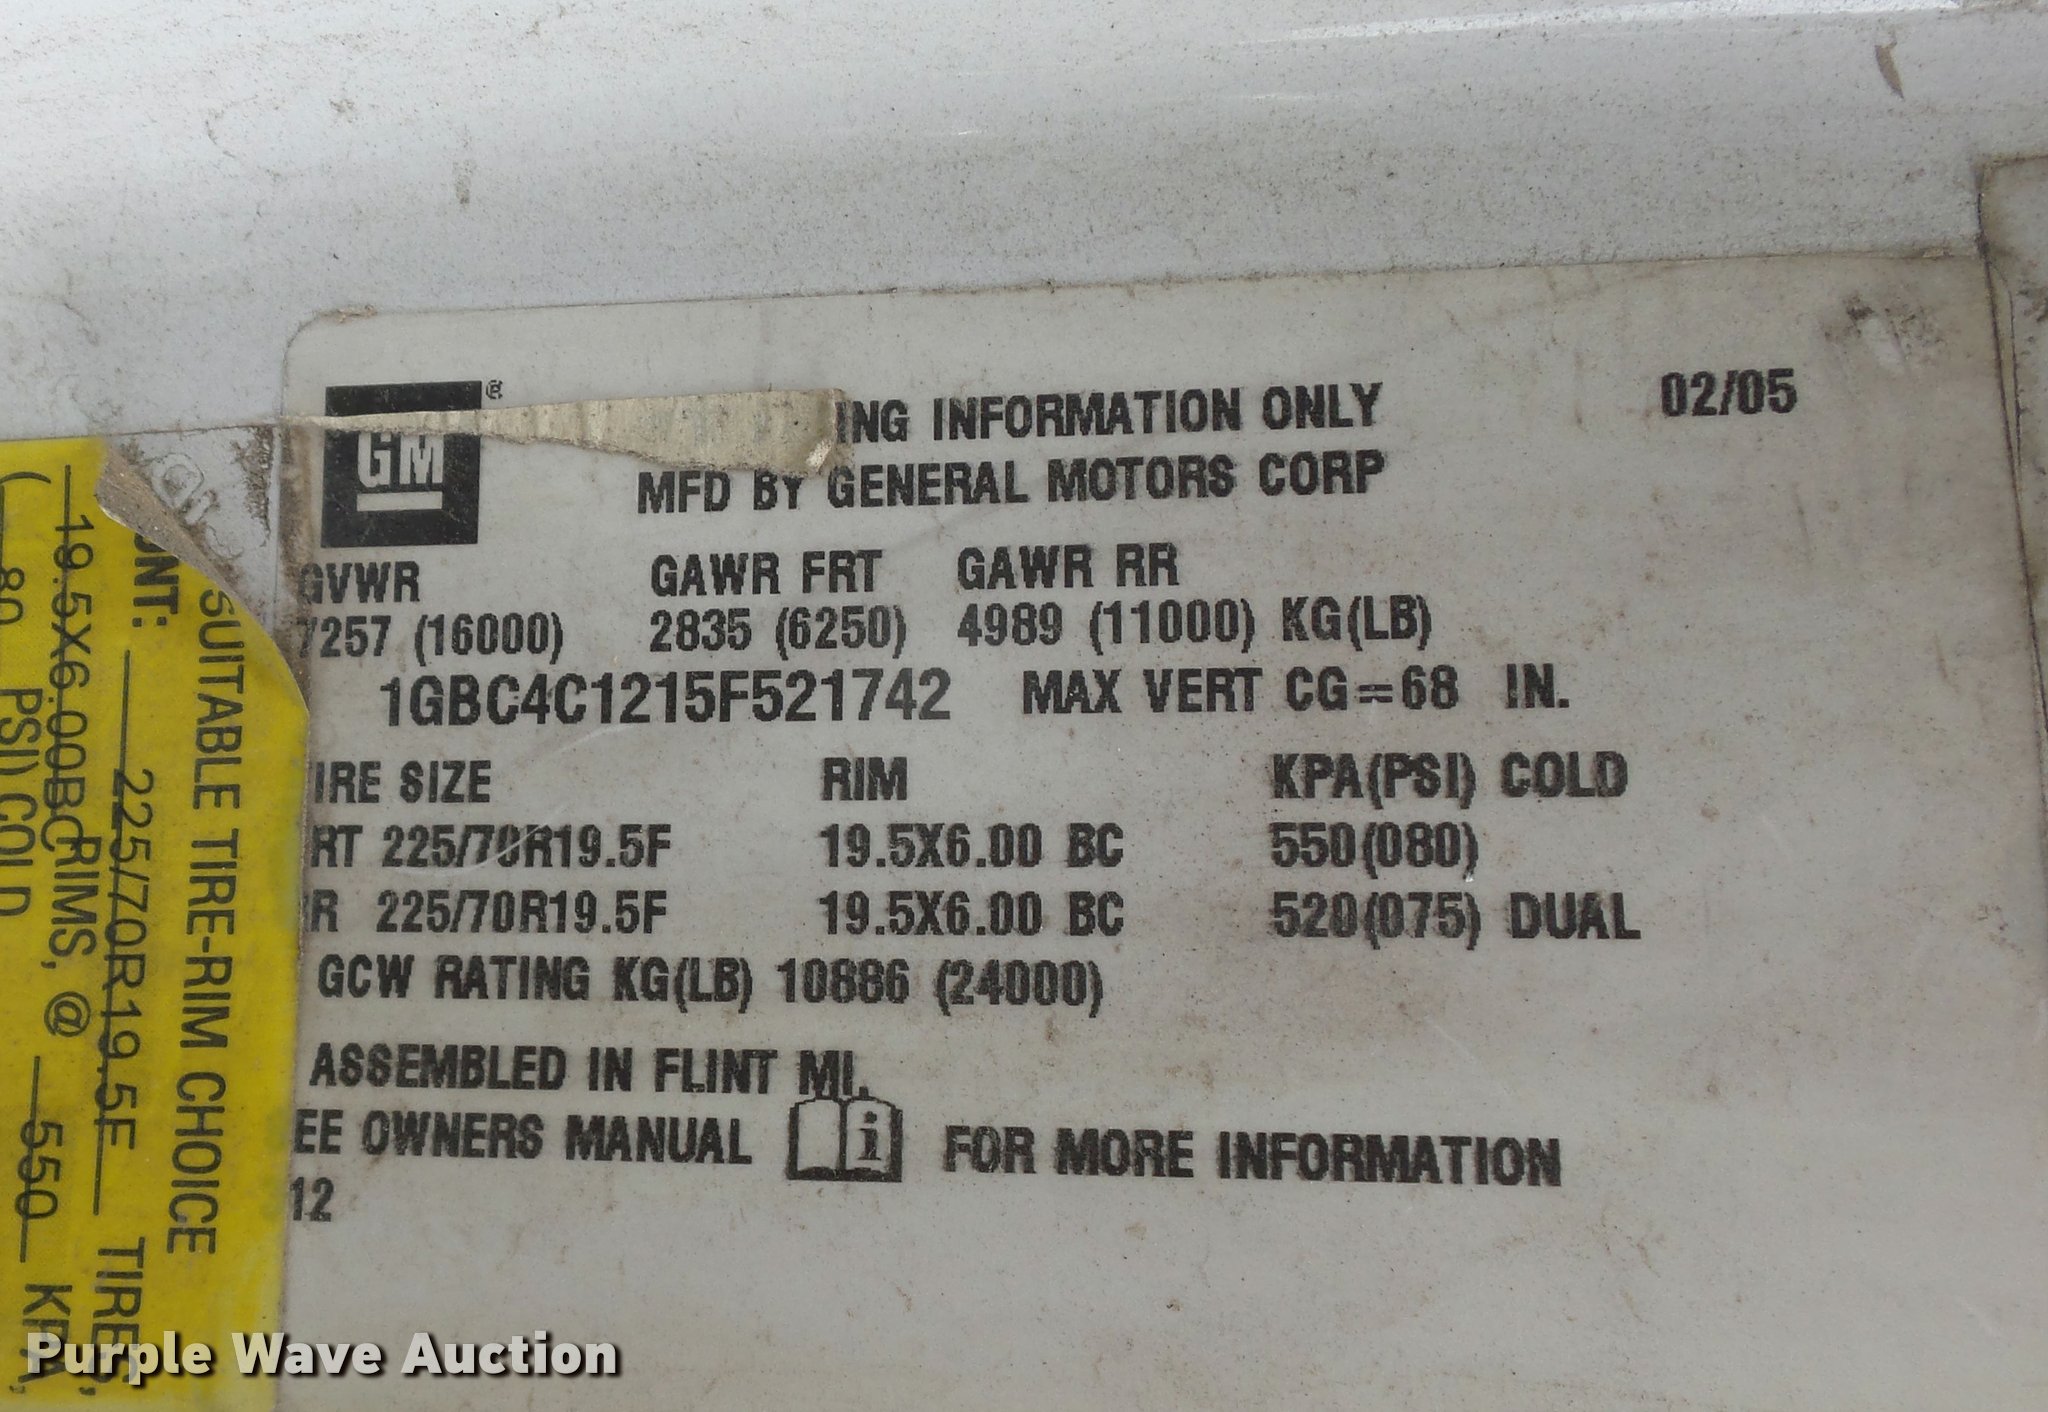 GM
ING INFORMATION ONLY 02/05
MFD BY GENERAL MOTORS CORP
GVWR GAWR FRT GAWR RR
7257 (16000) 2835 (6250) 4989 (11000) KG(LB)
1GBC4C1215F521742 MAX VERT CG=68 IN.
IRE SIZE RIM KPA(PSI) COLD
RT 225/70R19.5F 19.5X6.00 BC 550(080)
R 225/70R19.5F 19.5X6.00 BC 520(075) DUAL
GCW RATING KG(LB) 10886 (24000)
ASSEMBLED IN FLINT MI.
EE OWNERS MANUAL i FOR MORE INFORMATION
12
SUITABLE TIRE-RIM CHOICE
ONT: 225/70R19.5F TIRES,
19.5X6.00BC RIMS, @ 550 KPA,
( 80 PSI) COLD
Purple Wave Auction